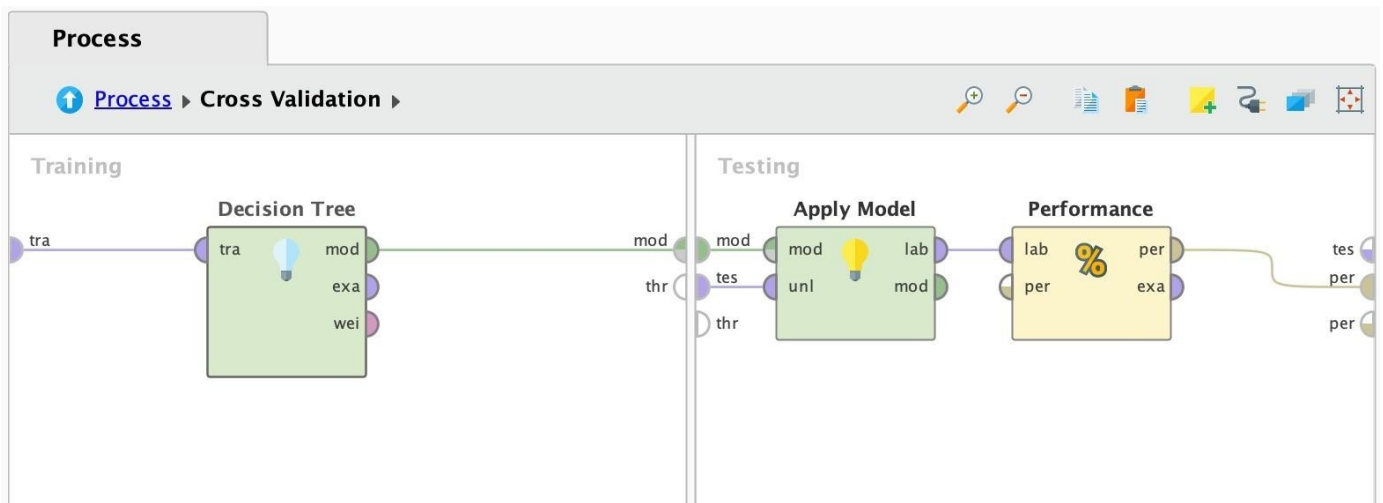 Process
Process Cross Validation
Training
Testing
Decision Tree
Apply Model
Performance
tra
tra
mod
mod
mod
mod
lab
lab
per
tes
exa
thr
tes
unl
mod
per
exa
per
wei
thr
per
%